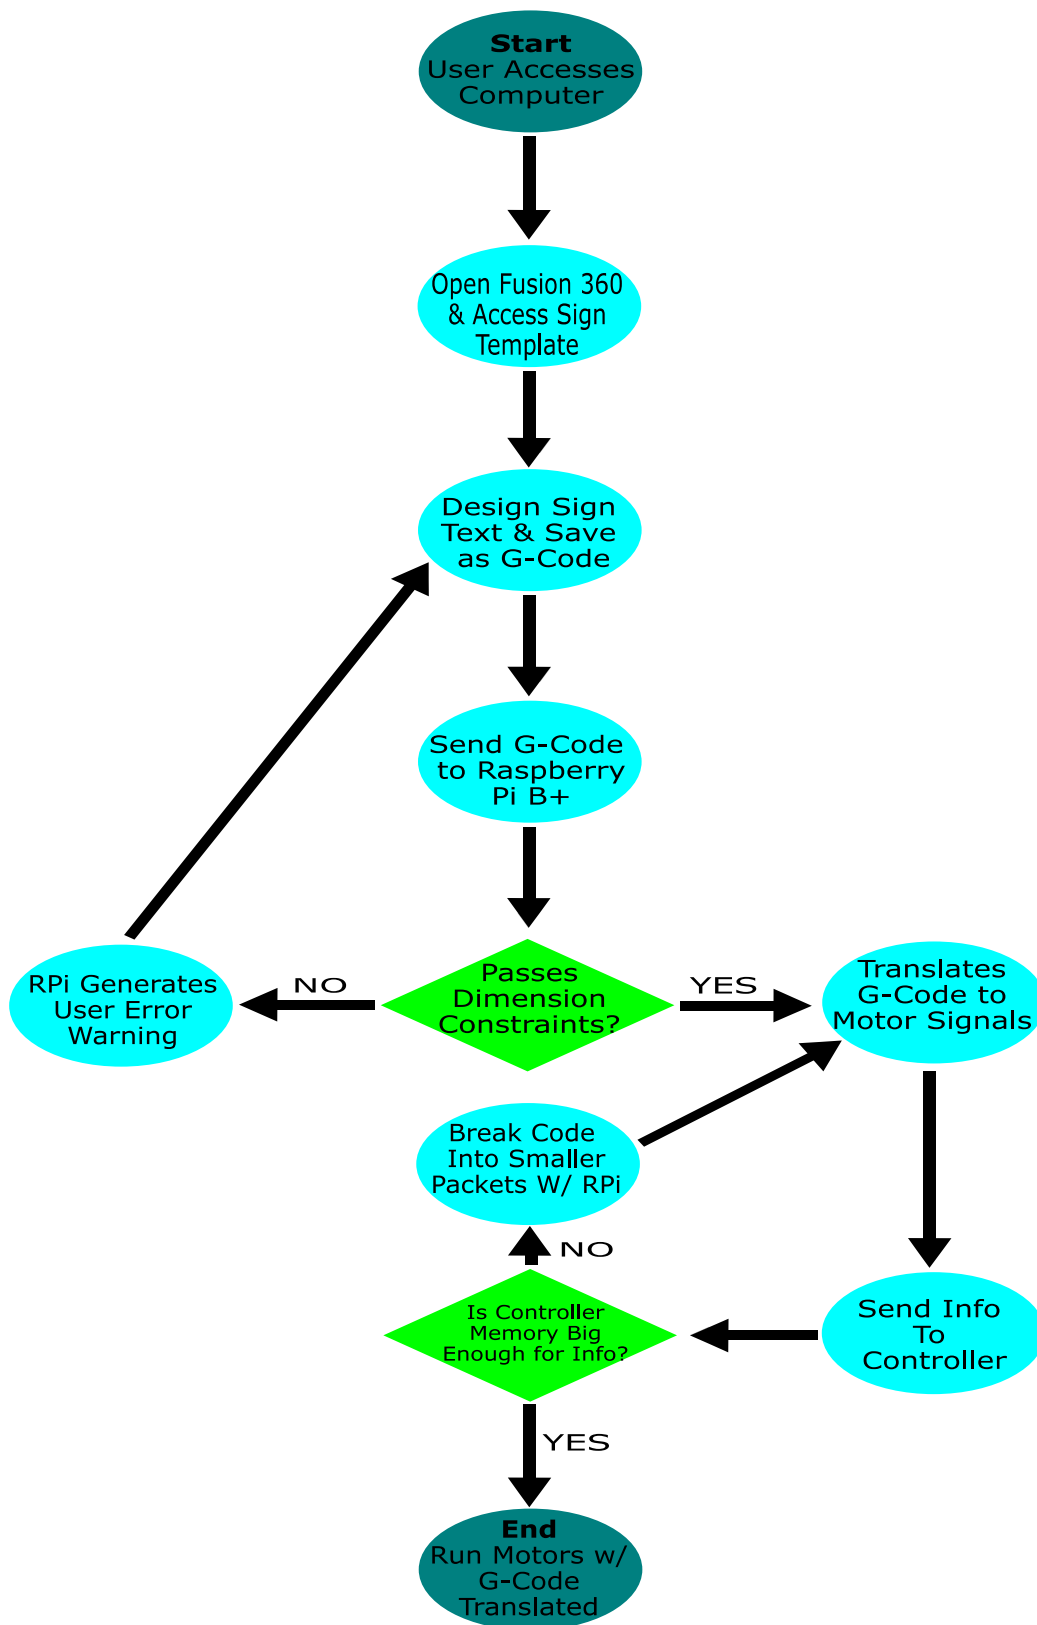 Start
User Accesses
Computer
Open Fusion 360
& Access Sign
Template
Design Sign
Text & Save
as G-Code
Send G-Code
to Raspberry
Pi B+
Passes
Dimension
Constraints?
NO
YES
RPi Generates
User Error
Warning
Translates
G-Code to
Motor Signals
Break Code
Into Smaller
Packets W/ RPi
NO
Is Controller
Memory Big
Enough for Info?
Send Info
To
Controller
YES
End
Run Motors w/
G-Code
Translated